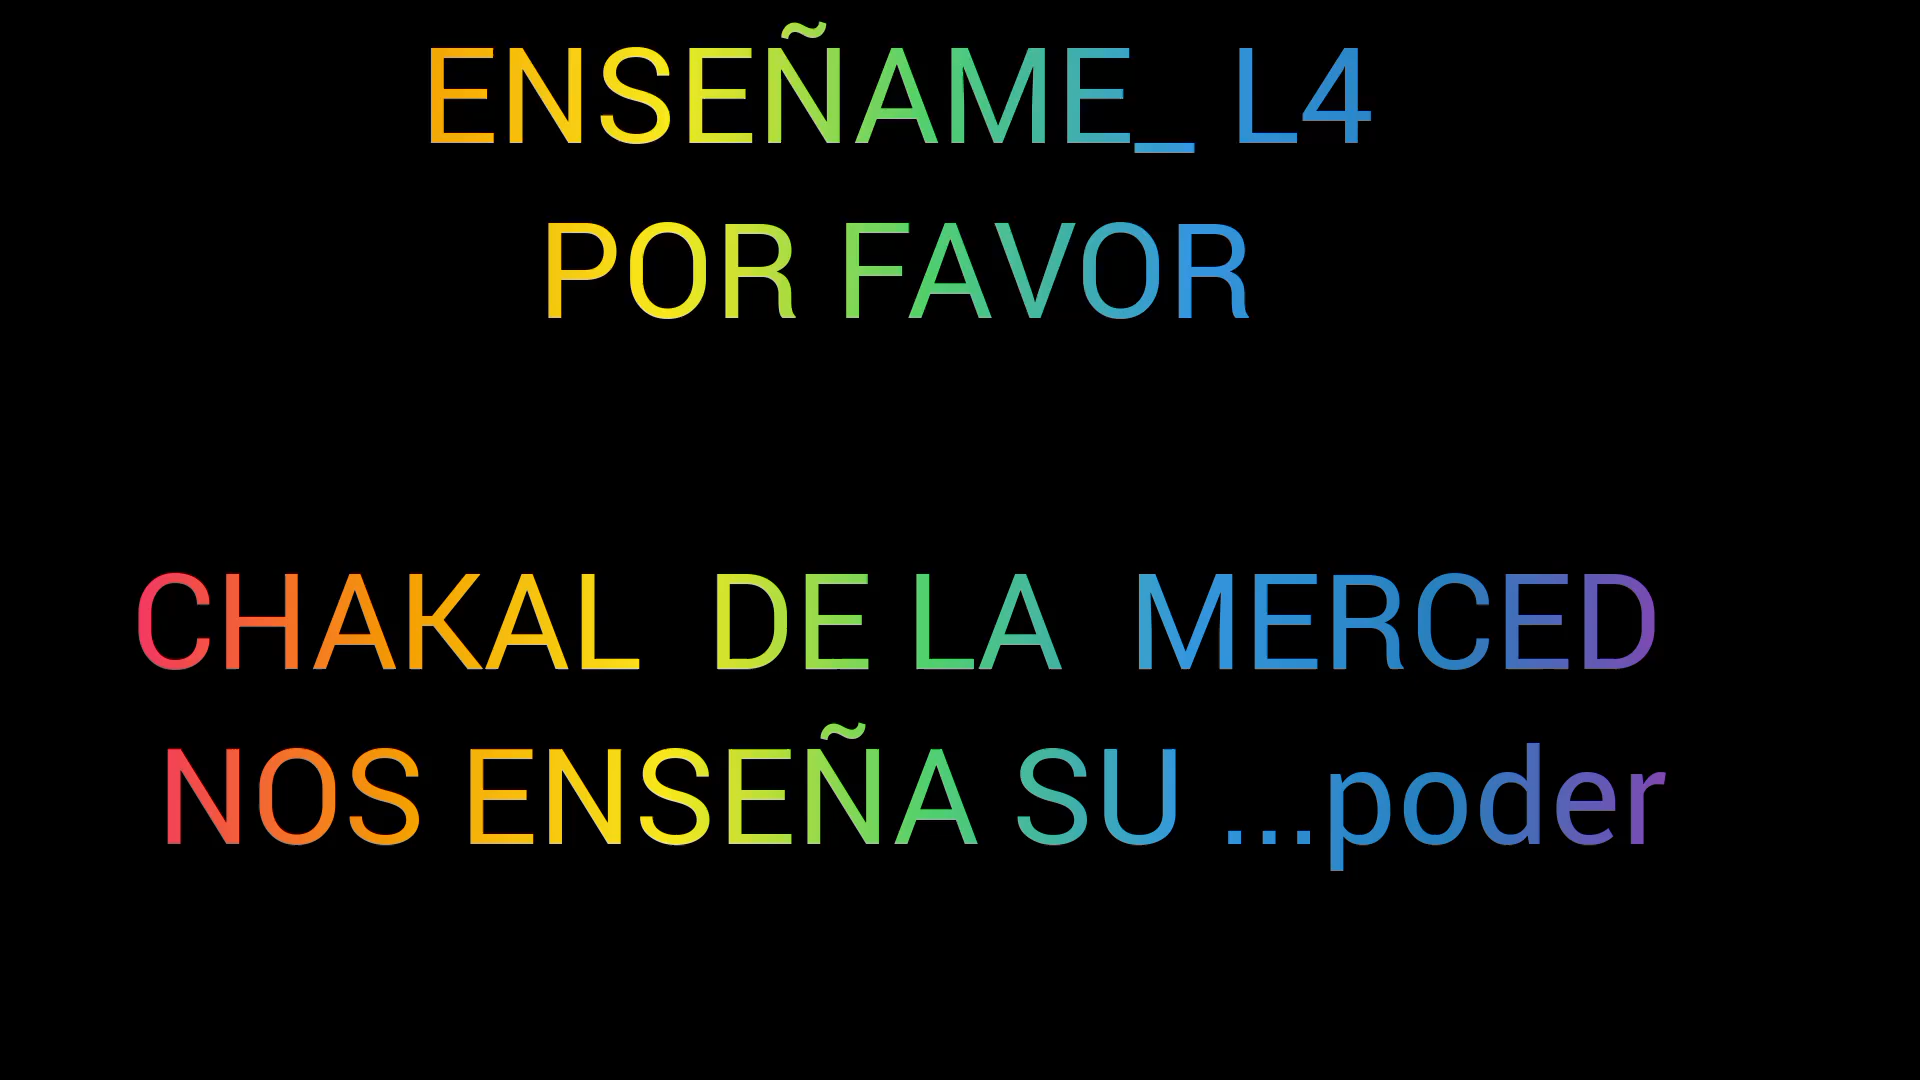 ENSEÑAME_ L4
POR FAVOR
CHAKAL DE LA MERCED
NOS ENSEÑA SU ...poder